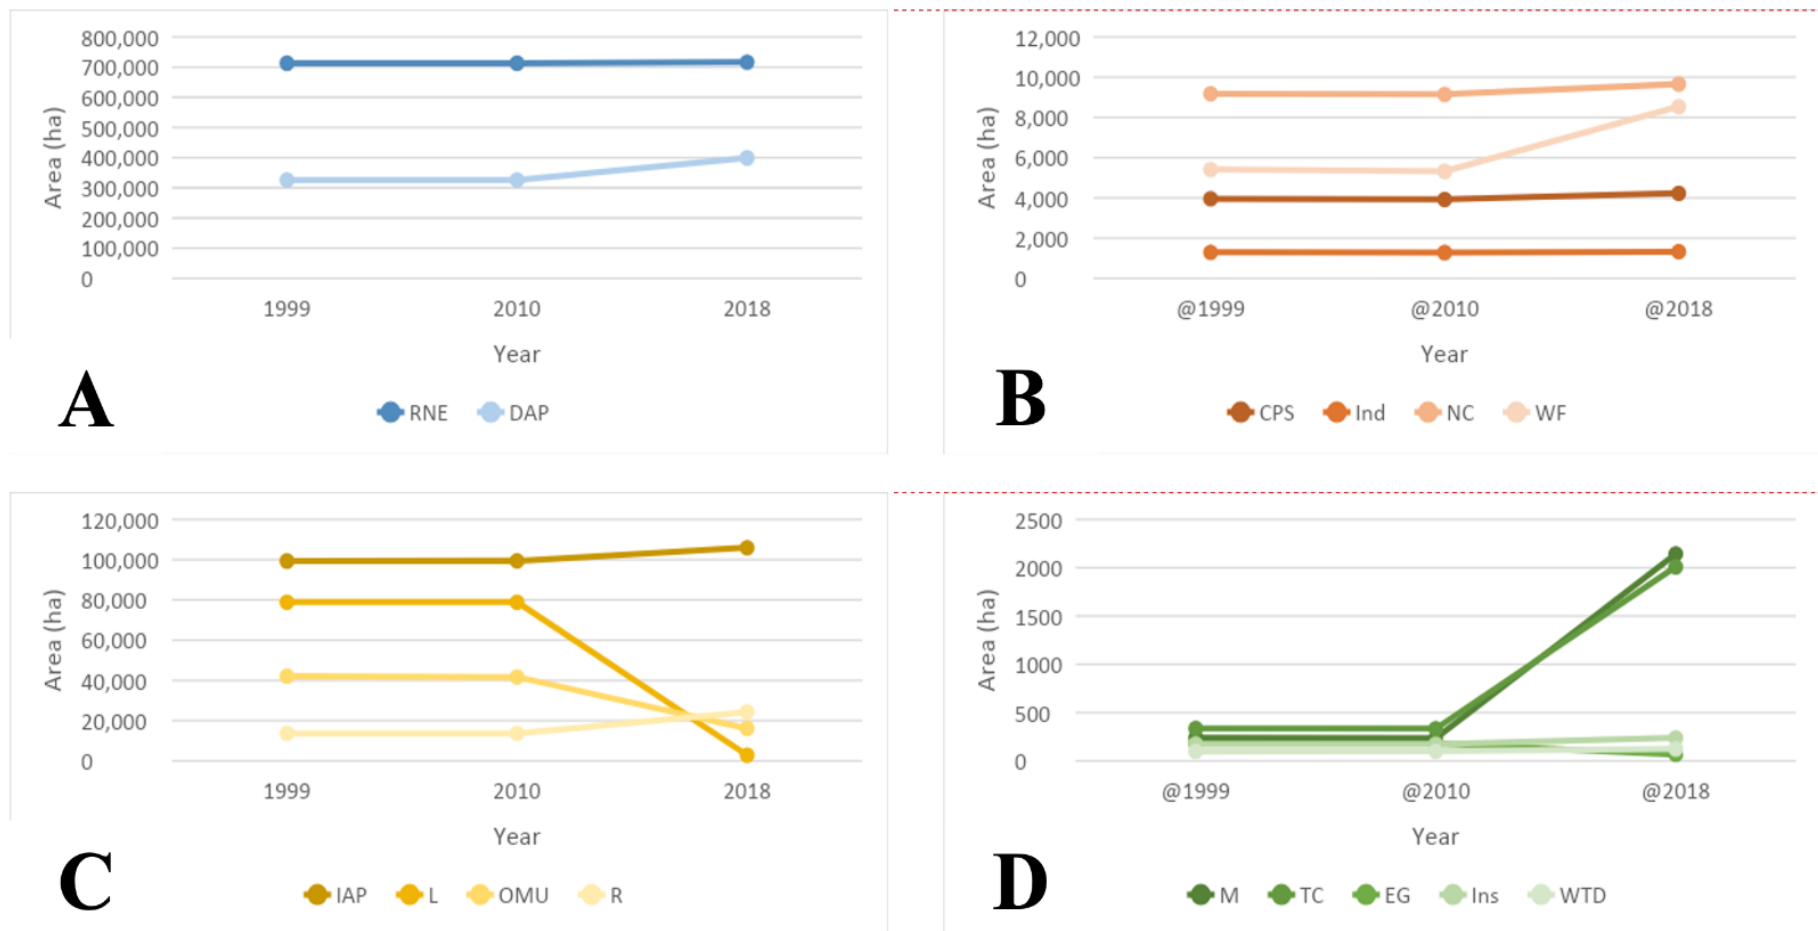 800,000
700,000
600,000
500,000
400,000
300,000
200,000
100,000
0
Area (ha)
1999 2010 2018
Year
A
RNE DAP
12,000
10,000
8,000
6,000
4,000
2,000
0
Area (ha)
@1999 @2010 @2018
Year
B
CPS Ind NC WF
120,000
100,000
80,000
60,000
40,000
20,000
0
Area (ha)
1999 2010 2018
Year
C
IAP L OMU R
2500
2000
1500
1000
500
0
Area (ha)
@1999 @2010 @2018
Year
D
M TC EG Ins WTD